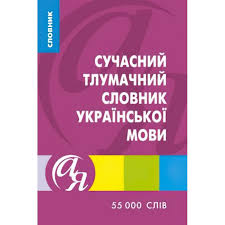 СЛОВНИК
СУЧАСНИЙ
ТЛУМАЧНИЙ
СЛОВНИК
УКРАЇНСЬКОЇ
МОВИ
а
я
55 000 СЛІВ